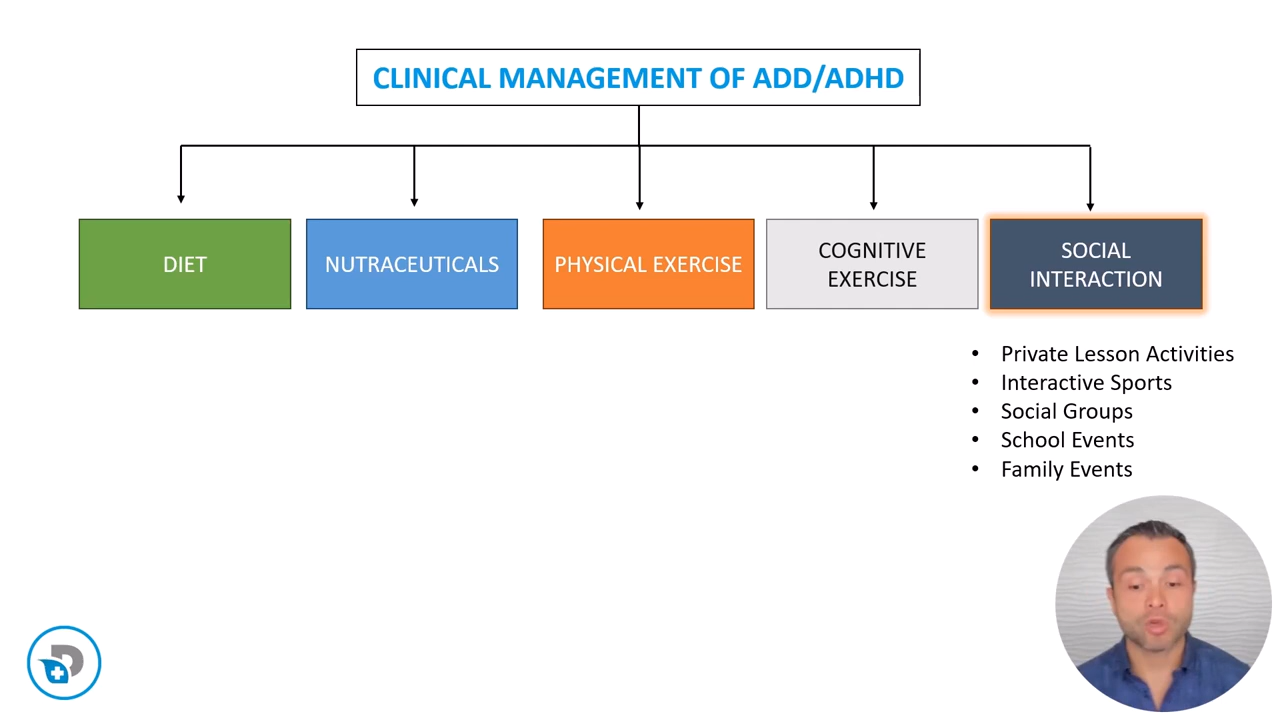 CLINICAL MANAGEMENT OF ADD/ADHD
DIET
NUTRACEUTICALS
PHYSICAL EXERCISE
COGNITIVE
EXERCISE
SOCIAL
INTERACTION
• Private Lesson Activities
• Interactive Sports
• Social Groups
• School Events
• Family Events